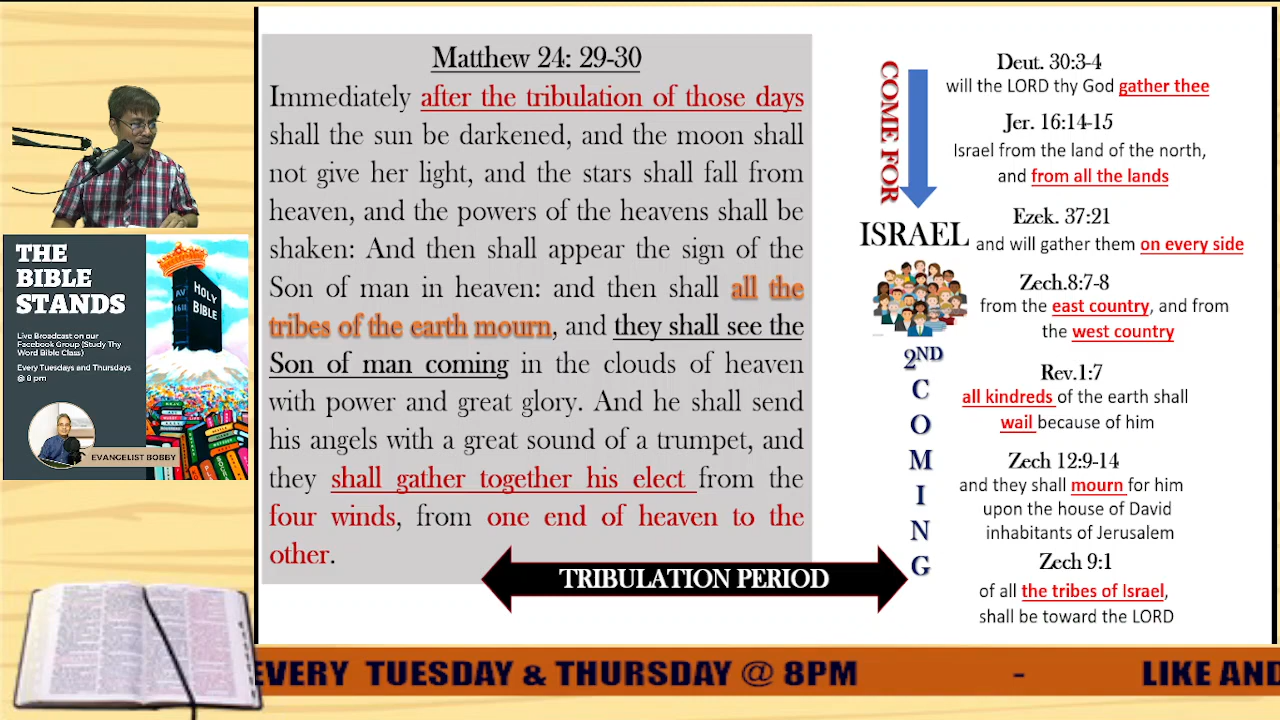 Matthew 24: 29-30
Immediately after the tribulation of those days
shall the sun be darkened, and the moon shall
not give her light, and the stars shall fall from
heaven, and the powers of the heavens shall be
shaken: And then shall appear the sign of the
Son of man in heaven: and then shall all the
tribes of the earth mourn, and they shall see the
Son of man coming in the clouds of heaven
with power and great glory. And he shall send
his angels with a great sound of a trumpet, and
they shall gather together his elect from the
four winds, from one end of heaven to the
other.
TRIBULATION PERIOD
COME FOR
ISRAEL
2ND
COMING
Deut. 30:3-4
will the LORD thy God gather thee
Jer. 16:14-15
Israel from the land of the north,
and from all the lands
Ezek. 37:21
and will gather them on every side
Zech.8:7-8
from the east country, and from
the west country
Rev.1:7
all kindreds of the earth shall
wail because of him
Zech 12:9-14
and they shall mourn for him
upon the house of David
inhabitants of Jerusalem
Zech 9:1
of all the tribes of Israel,
shall be toward the LORD
THE
BIBLE
STANDS
Live Broadcast on our
Facebook Group (Study Thy
Word Bible Class)
Every Tuesdays and Thursdays
@ 8 pm
AV
1611
HOLY
BIBLE
EVANGELIST BOBBY
EVERY TUESDAY & THURSDAY @ 8PM - LIKE AND